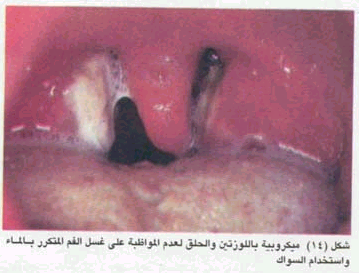 شكل (١٤) ميكروبية باللوزتين والحلق لعدم المواظبة على غسل الفم المتكرر بالماء
واستخدام السواك